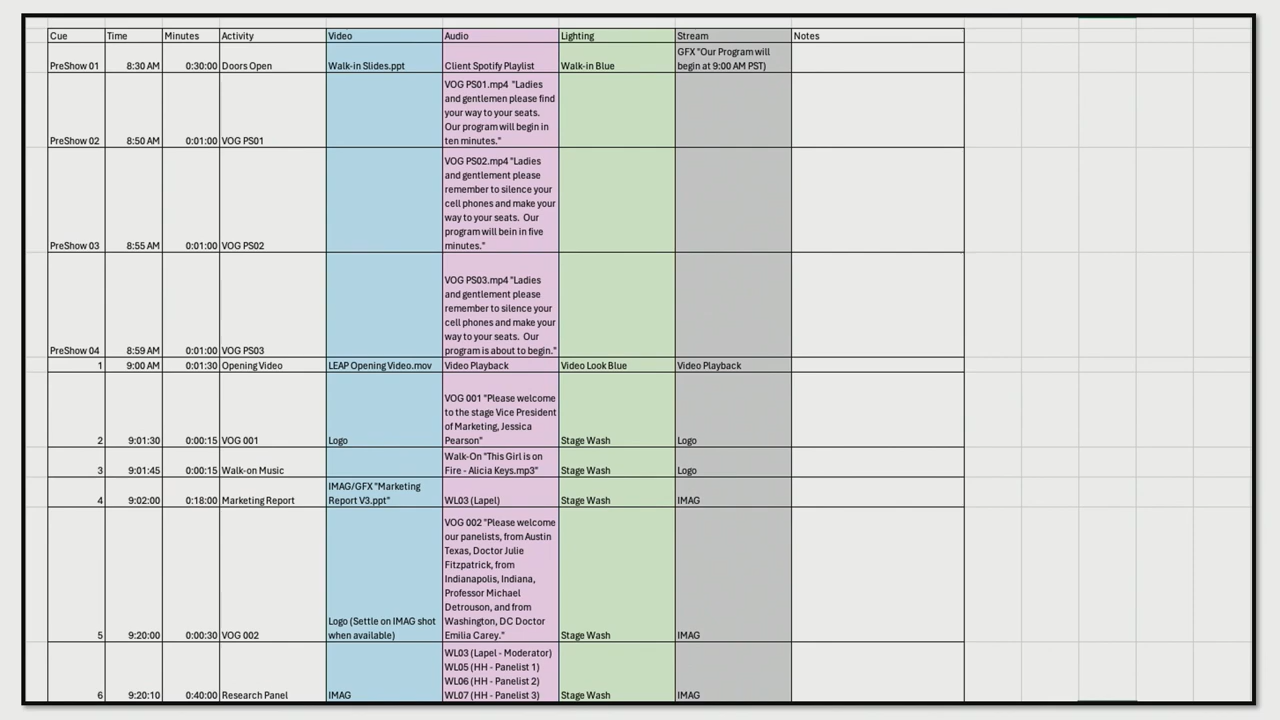 Cue Time Minutes Activity Video Audio Lighting Stream Notes
GFX "Our Program will
PreShow 01 8:30 AM 0:30:00 Doors Open Walk-in Slides.ppt Client Spotify Playlist Walk-in Blue begin at 9:00 AM PST)
VOG PS01.mp4 "Ladies
and gentlemen please find
your way to your seats.
Our program will begin in
PreShow 02 8:50 AM 0:01:00 VOG PS01 ten minutes."
VOG PS02.mp4 "Ladies
and gentlement please
remember to silence your
cell phones and make your
way to your seats. Our
program will bein in five
PreShow 03 8:55 AM 0:01:00 VOG PS02 minutes."
VOG PS03.mp4 "Ladies
and gentlement please
remember to silence your
cell phones and make your
way to your seats. Our
PreShow 04 8:59 AM 0:01:00 VOG PS03 program is about to begin."
1 9:00 AM 0:01:30 Opening Video LEAP Opening Video.mov Video Playback Video Look Blue Video Playback
VOG 001 "Please welcome
to the stage Vice President
of Marketing, Jessica
2 9:01:30 0:00:15 VOG 001 Logo Pearson" Stage Wash Logo
Walk-On "This Girl is on
3 9:01:45 0:00:15 Walk-on Music Fire - Alicia Keys.mp3" Stage Wash Logo
IMAG/GFX "Marketing
4 9:02:00 0:18:00 Marketing Report Report V3.ppt" WL03 (Lapel) Stage Wash IMAG
VOG 002 "Please welcome
our panelists, from Austin
Texas, Doctor Julie
Fitzpatrick, from
Indianapolis, Indiana,
Professor Michael
Detrouson, and from
Logo (Settle on IMAG shot Washington, DC Doctor
5 9:20:00 0:00:30 VOG 002 when available) Emilia Carey." Stage Wash IMAG
WL03 (Lapel - Moderator)
WL05 (HH - Panelist 1)
WL06 (HH - Panelist 2)
6 9:20:10 0:40:00 Research Panel IMAG WL07 (HH - Panelist 3) Stage Wash IMAG